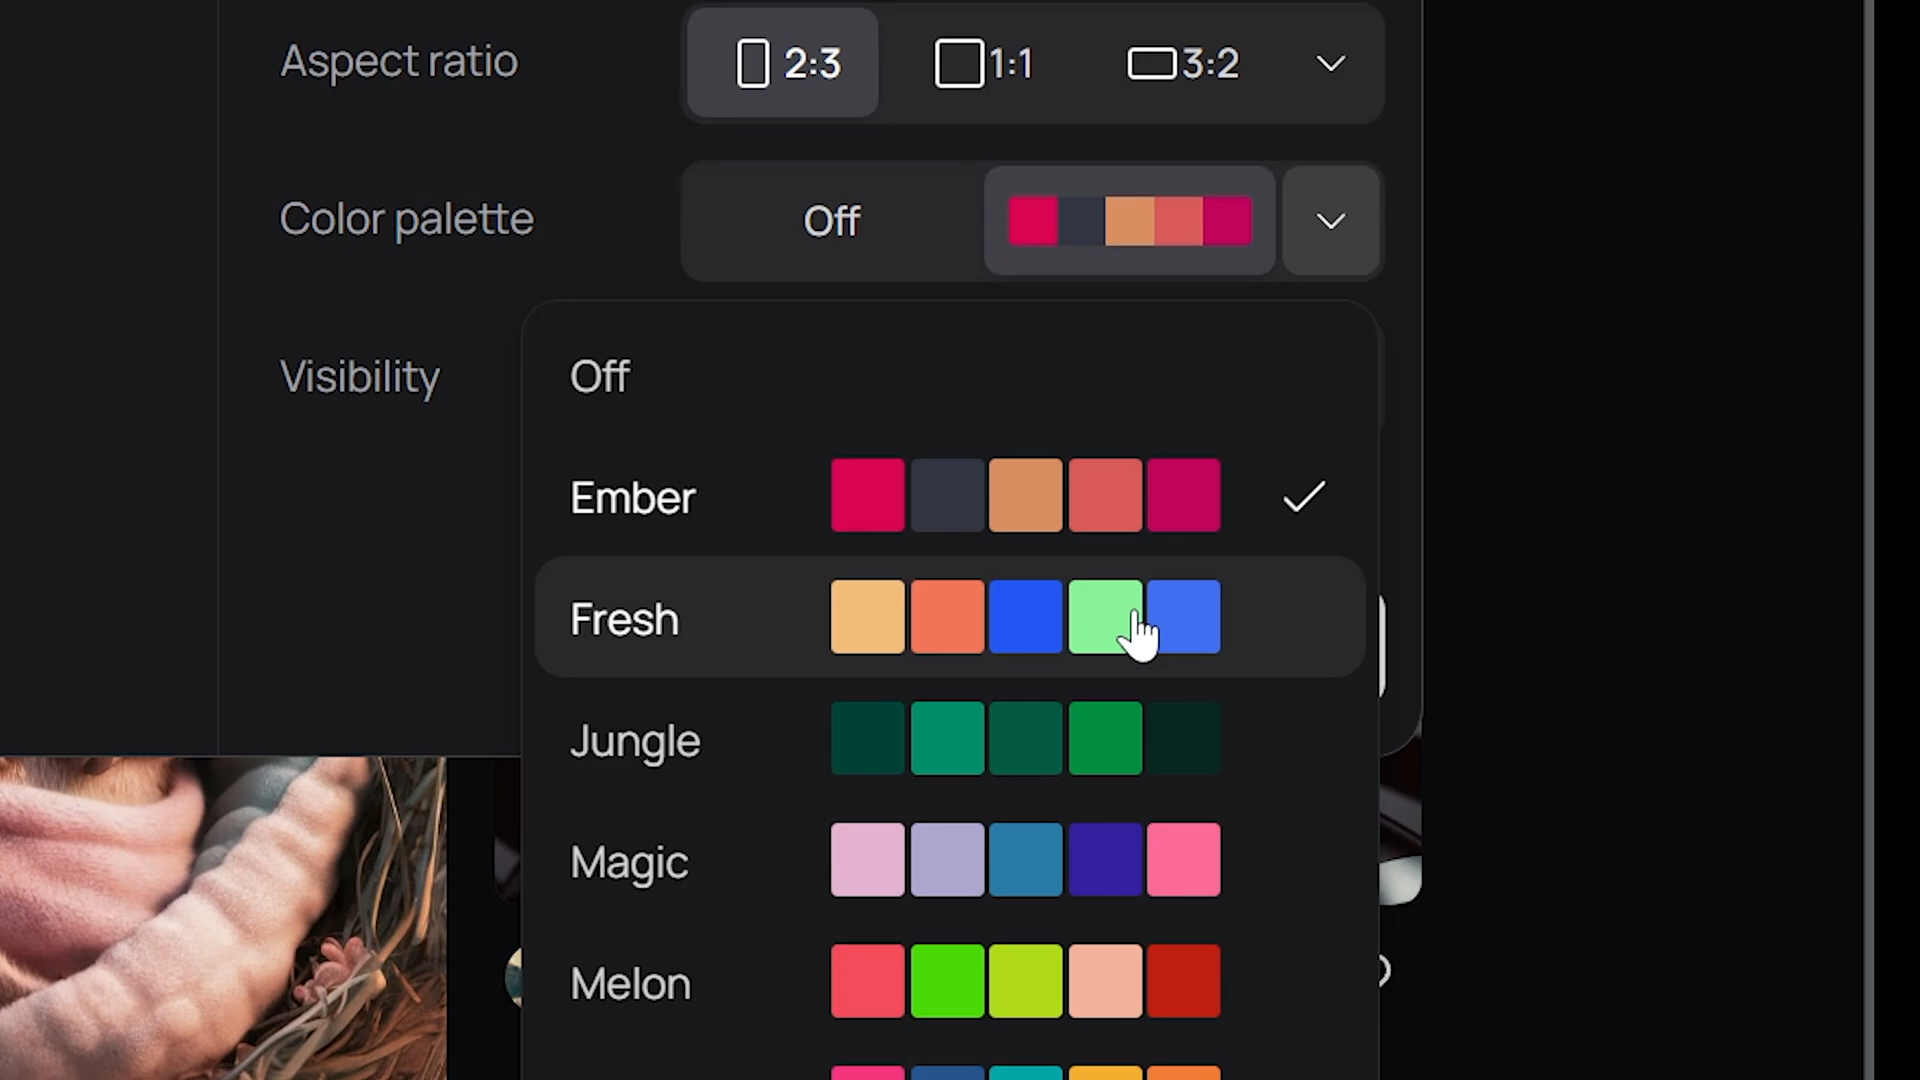 Aspect ratio
2:3
1:1
3:2
Color palette
Off
Visibility
Off
Ember
Fresh
Jungle
Magic
Melon